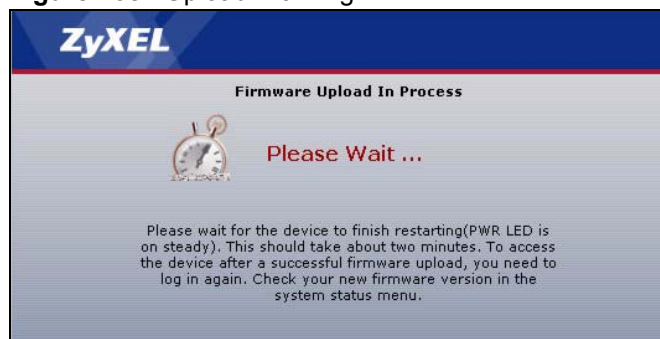 ZyXEL
Firmware Upload In Process
Please Wait ...
Please wait for the device to finish restarting(PWR LED is
on steady). This should take about two minutes. To access
the device after a successful firmware upload, you need to
log in again. Check your new firmware version in the
system status menu.